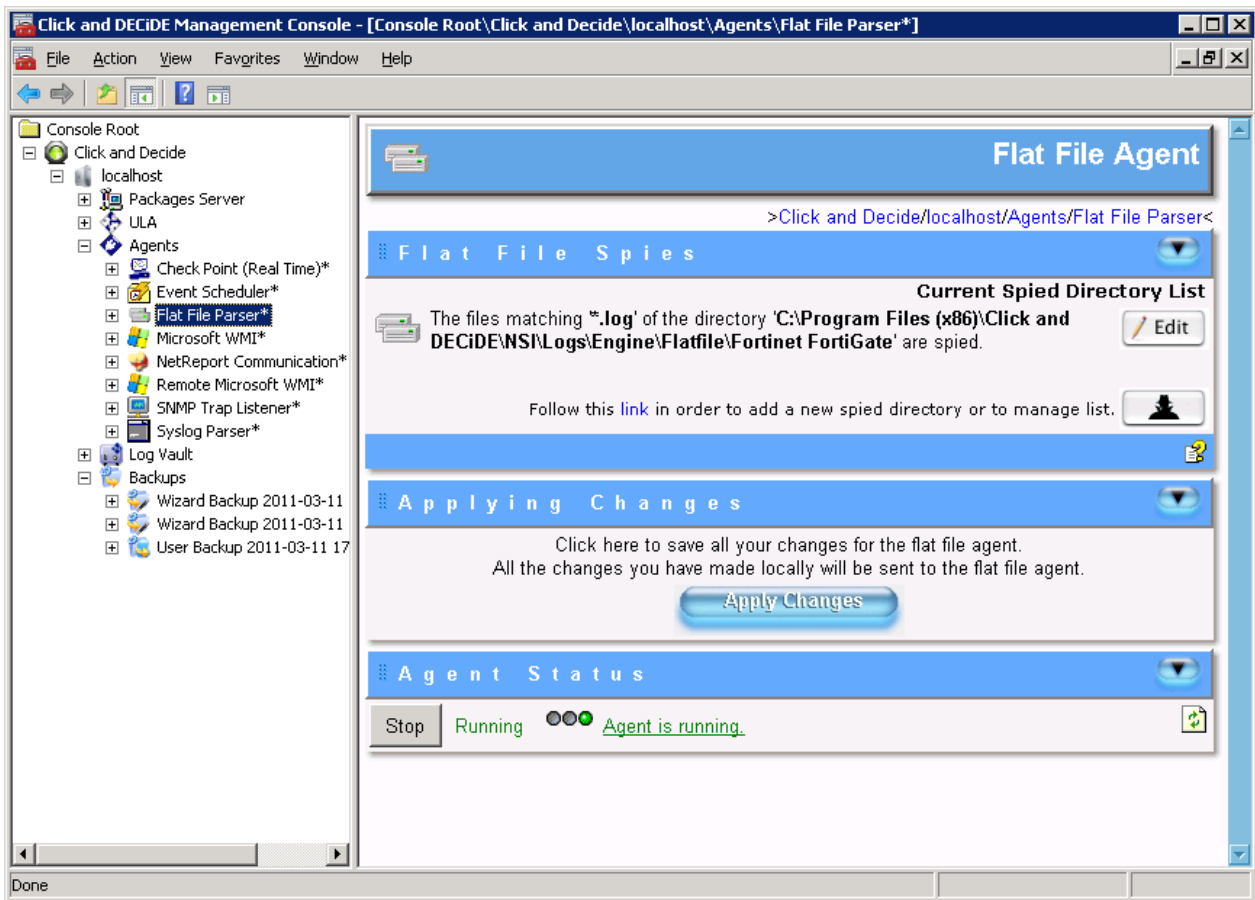 Click and DECiDE Management Console - [Console Root\Click and Decide\localhost\Agents\Flat File Parser*]
File Action View Favorites Window Help
Console Root
Click and Decide
localhost
Packages Server
ULA
Agents
Check Point (Real Time)*
Event Scheduler*
Flat File Parser*
Microsoft WMI*
NetReport Communication*
Remote Microsoft WMI*
SNMP Trap Listener*
Syslog Parser*
Log Vault
Backups
Wizard Backup 2011-03-11
Wizard Backup 2011-03-11
User Backup 2011-03-11 17
Flat File Agent
>Click and Decide/localhost/Agents/Flat File Parser<
Flat File Spies
Current Spied Directory List
The files matching '*.log' of the directory 'C:\Program Files (x86)\Click and
DECiDE\NSI\Logs\Engine\Flatfile\Fortinet FortiGate' are spied.
Edit
Follow this link in order to add a new spied directory or to manage list.
Applying Changes
Click here to save all your changes for the flat file agent.
All the changes you have made locally will be sent to the flat file agent.
Apply Changes
Agent Status
Stop Running Agent is running.
Done